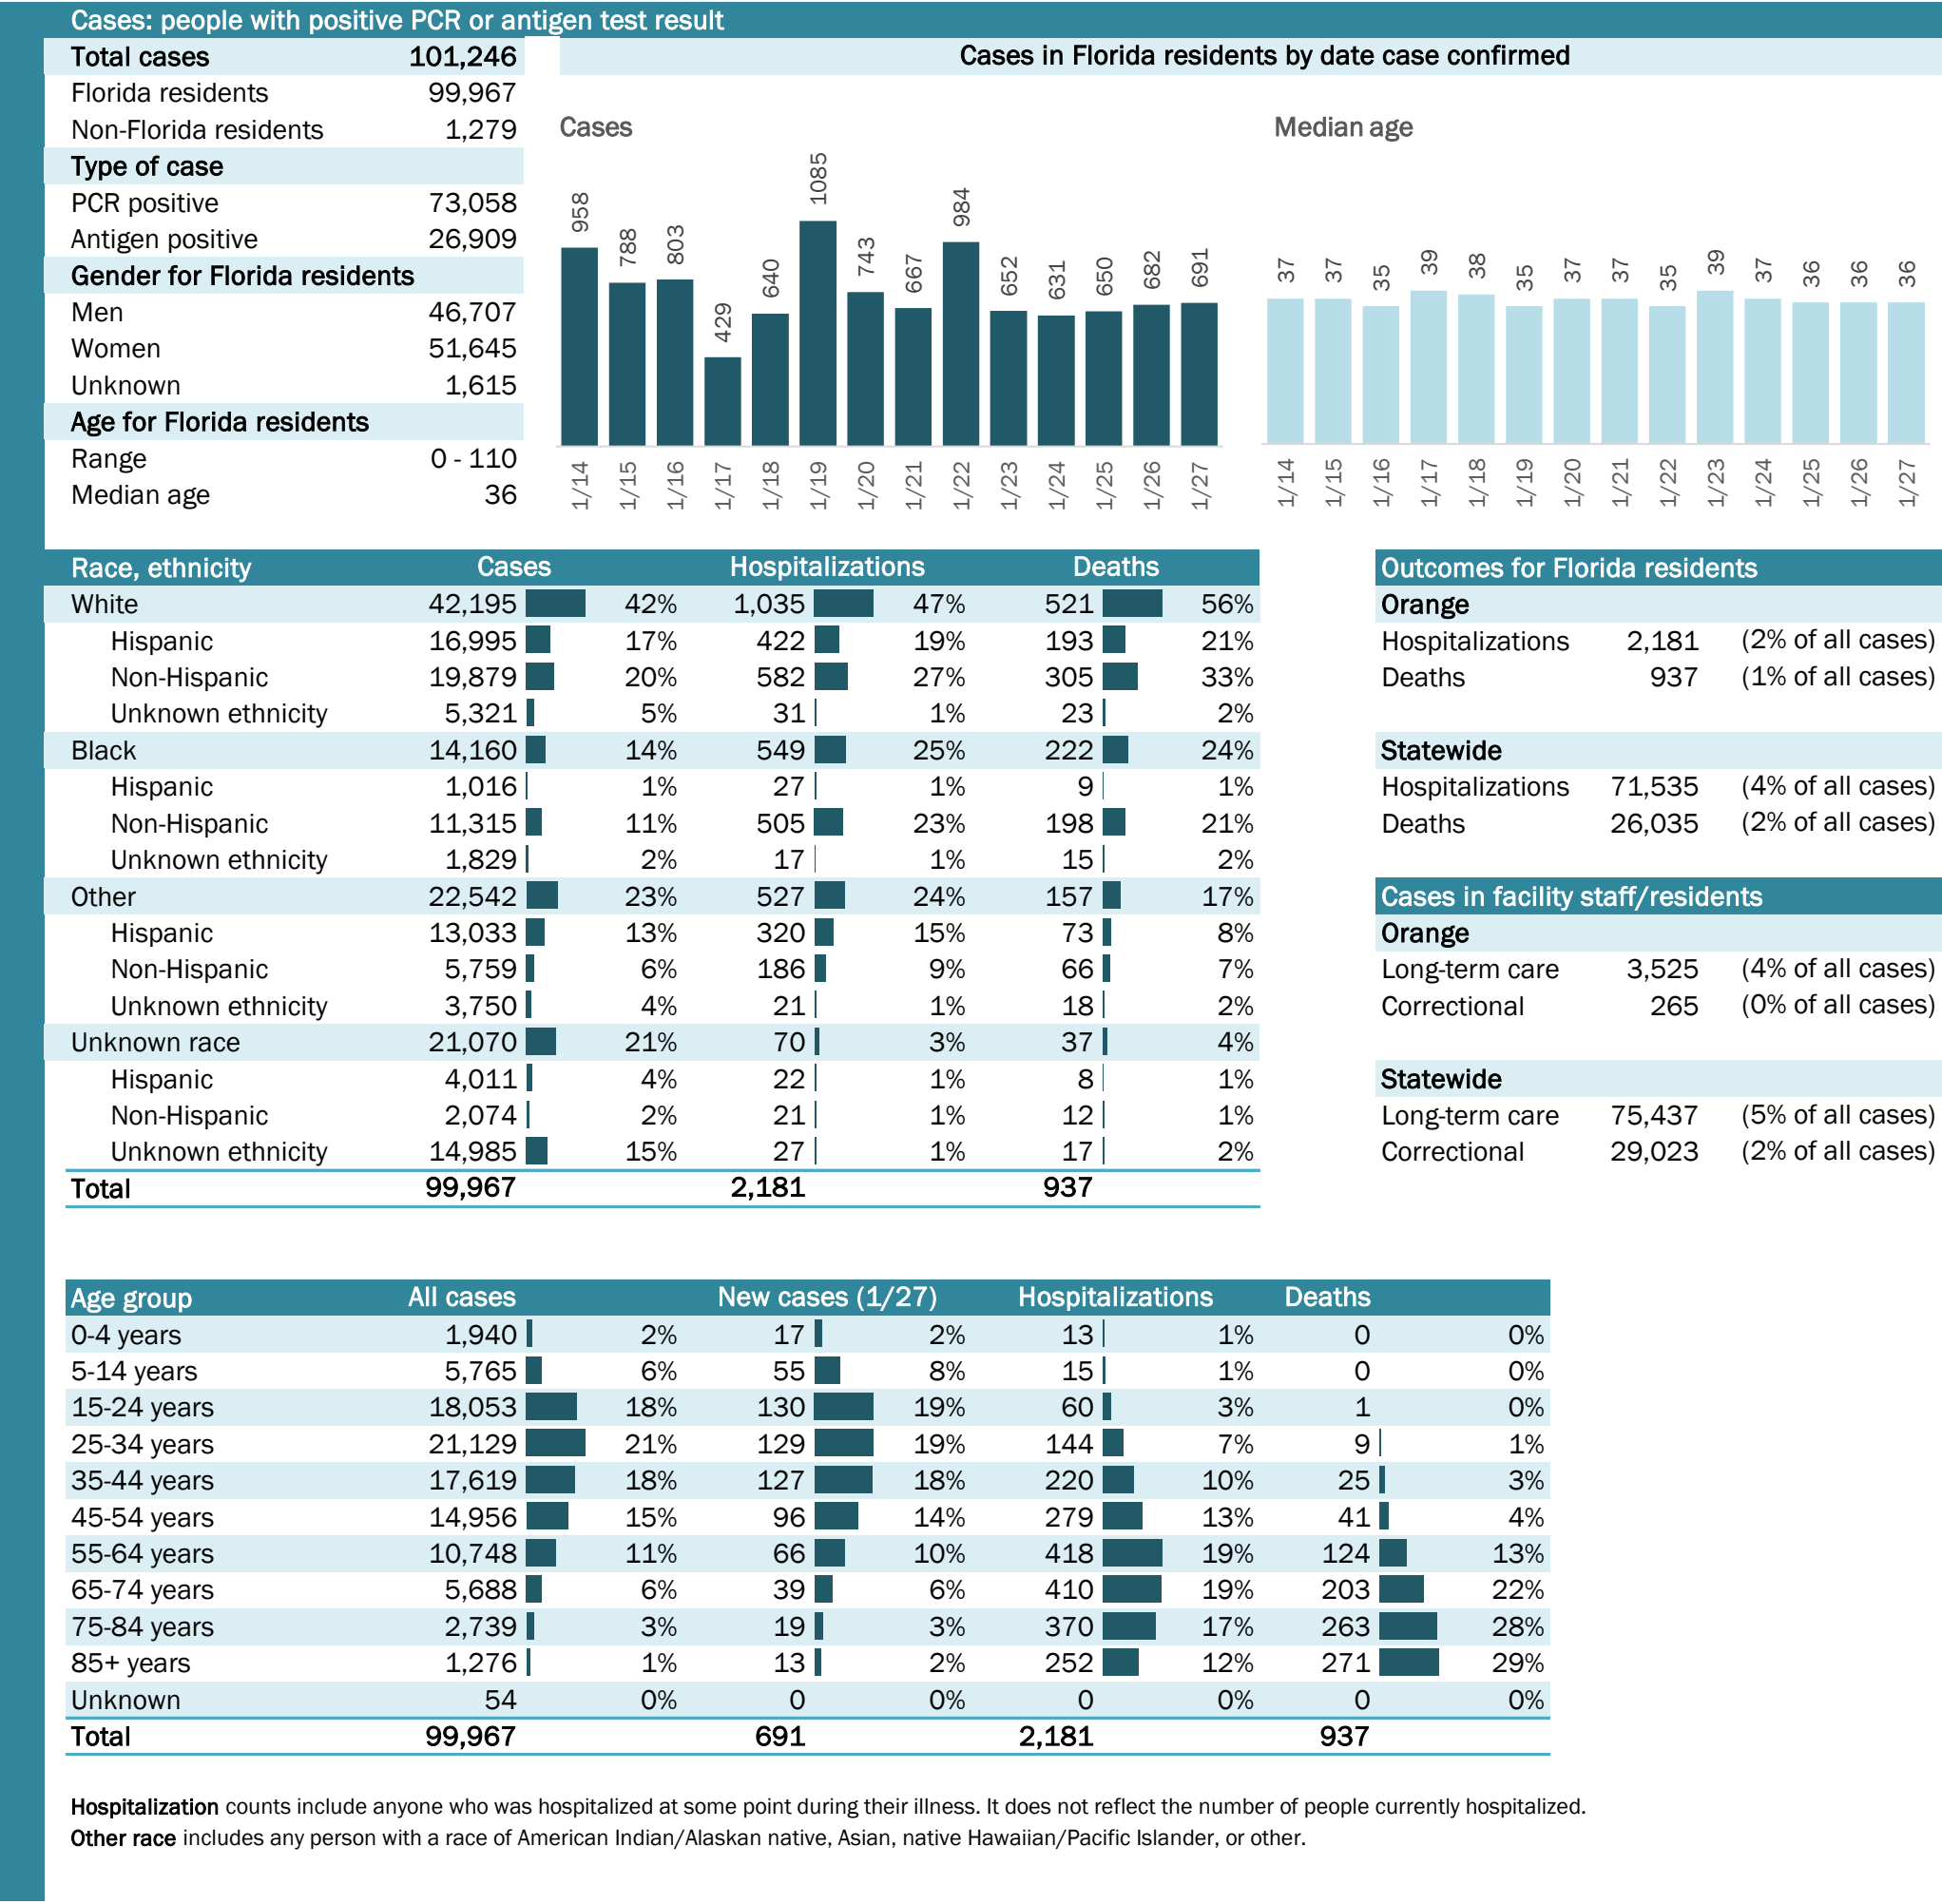 Cases: people with positive PCR or antigen test result
Total cases 101,246
Florida residents 99,967
Non-Florida residents 1,279
Type of case
PCR positive 73,058
Antigen positive 26,909
Gender for Florida residents
Men 46,707
Women 51,645
Unknown 1,615
Age for Florida residents
Range 0 - 110
Median age 36
Cases in Florida residents by date case confirmed
Cases
958 788 803 429 640 1085 743 667 984 652 631 650 682 691
1/14 1/15 1/16 1/17 1/18 1/19 1/20 1/21 1/22 1/23 1/24 1/25 1/26 1/27
Median age
37 37 35 39 38 35 37 37 35 39 37 36 36 36
1/14 1/15 1/16 1/17 1/18 1/19 1/20 1/21 1/22 1/23 1/24 1/25 1/26 1/27
Race, ethnicity Cases Hospitalizations Deaths
White 42,195 42% 1,035 47% 521 56%
Hispanic 16,995 17% 422 19% 193 21%
Non-Hispanic 19,879 20% 582 27% 305 33%
Unknown ethnicity 5,321 5% 31 1% 23 2%
Black 14,160 14% 549 25% 222 24%
Hispanic 1,016 1% 27 1% 9 1%
Non-Hispanic 11,315 11% 505 23% 198 21%
Unknown ethnicity 1,829 2% 17 1% 15 2%
Other 22,542 23% 527 24% 157 17%
Hispanic 13,033 13% 320 15% 73 8%
Non-Hispanic 5,759 6% 186 9% 66 7%
Unknown ethnicity 3,750 4% 21 1% 18 2%
Unknown race 21,070 21% 70 3% 37 4%
Hispanic 4,011 4% 22 1% 8 1%
Non-Hispanic 2,074 2% 21 1% 12 1%
Unknown ethnicity 14,985 15% 27 1% 17 2%
Total 99,967 2,181 937
Outcomes for Florida residents
Orange
Hospitalizations 2,181 (2% of all cases)
Deaths 937 (1% of all cases)
Statewide
Hospitalizations 71,535 (4% of all cases)
Deaths 26,035 (2% of all cases)
Cases in facility staff/residents
Orange
Long-term care 3,525 (4% of all cases)
Correctional 265 (0% of all cases)
Statewide
Long-term care 75,437 (5% of all cases)
Correctional 29,023 (2% of all cases)
Age group All cases New cases (1/27) Hospitalizations Deaths
0-4 years 1,940 2% 17 2% 13 1% 0 0%
5-14 years 5,765 6% 55 8% 15 1% 0 0%
15-24 years 18,053 18% 130 19% 60 3% 1 0%
25-34 years 21,129 21% 129 19% 144 7% 9 1%
35-44 years 17,619 18% 127 18% 220 10% 25 3%
45-54 years 14,956 15% 96 14% 279 13% 41 4%
55-64 years 10,748 11% 66 10% 418 19% 124 13%
65-74 years 5,688 6% 39 6% 410 19% 203 22%
75-84 years 2,739 3% 19 3% 370 17% 263 28%
85+ years 1,276 1% 13 2% 252 12% 271 29%
Unknown 54 0% 0 0% 0 0% 0 0%
Total 99,967 691 2,181 937
Hospitalization counts include anyone who was hospitalized at some point during their illness. It does not reflect the number of people currently hospitalized.
Other race includes any person with a race of American Indian/Alaskan native, Asian, native Hawaiian/Pacific Islander, or other.